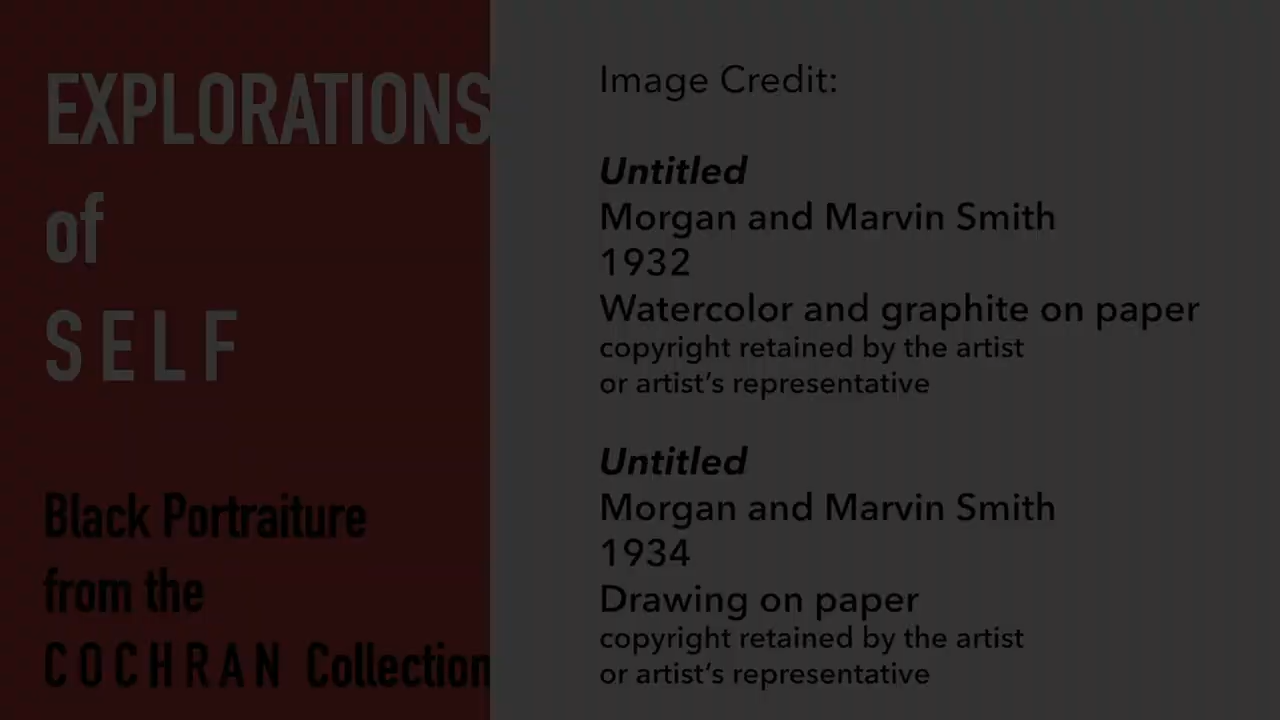 EXPLORATIONS
of
SELF
Black Portraiture
from the
COCHRAN Collection
Image Credit:
Untitled
Morgan and Marvin Smith
1932
Watercolor and graphite on paper
copyright retained by the artist
or artist’s representative
Untitled
Morgan and Marvin Smith
1934
Drawing on paper
copyright retained by the artist
or artist’s representative